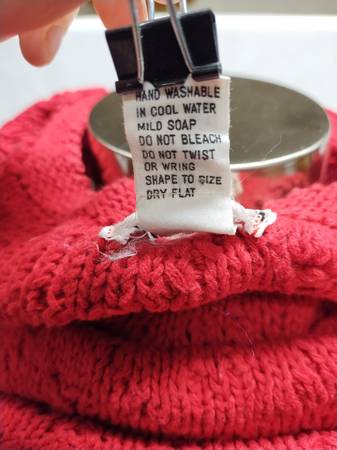 HAND WASHABLE
IN COOL WATER
MILD SOAP
DO NOT BLEACH
DO NOT TWIST
OR WRING
SHAPE TO SIZE
DRY FLAT